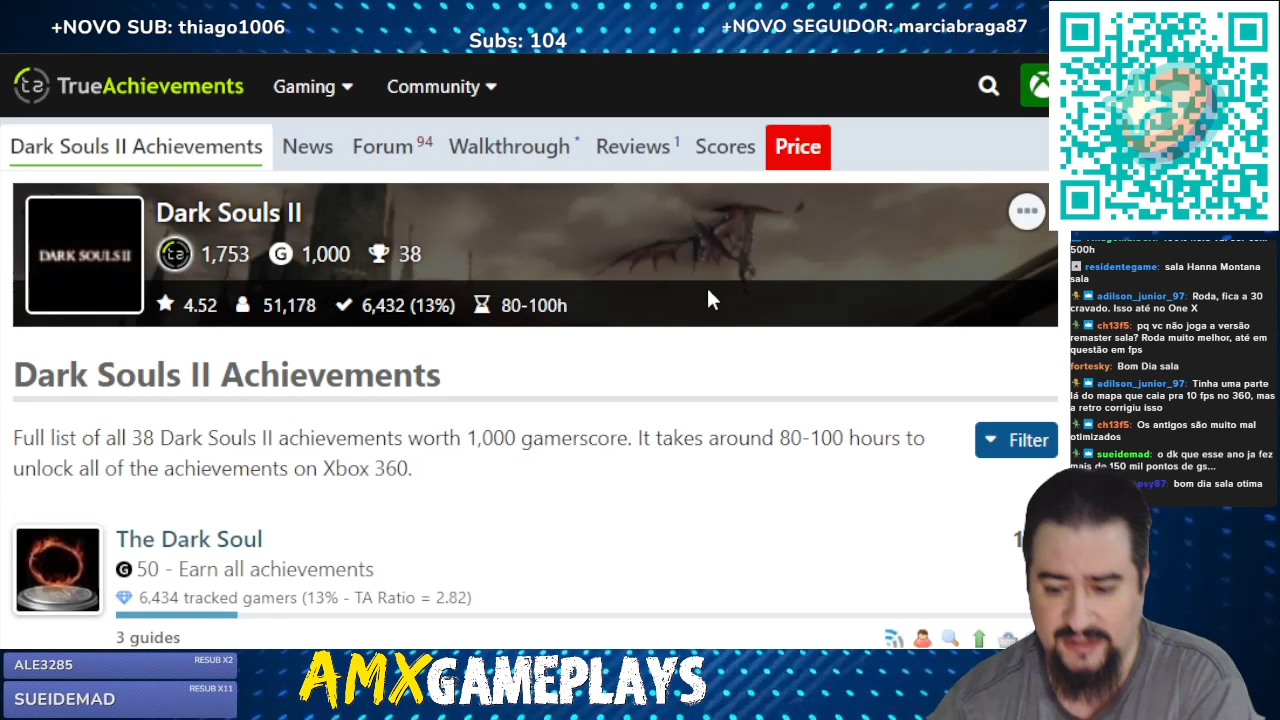 +NOVO SUB: thiago1006
Subs: 104
+NOVO SEGUIDOR: marciabraga87
TrueAchievements
Gaming
Community
Dark Souls II Achievements
News
Forum 94
Walkthrough *
Reviews 1
Scores
Price
DARK SOULS II
Dark Souls II
1,753
1,000
38
4.52
51,178
6,432 (13%)
80-100h
Dark Souls II Achievements
Full list of all 38 Dark Souls II achievements worth 1,000 gamerscore. It takes around 80-100 hours to
unlock all of the achievements on Xbox 360.
Filter
The Dark Soul
G 50 - Earn all achievements
6,434 tracked gamers (13% - TA Ratio = 2.82)
3 guides
500h
residentegame: sala Hanna Montana
sala
adilson_junior_97: Roda, fica a 30
cravado. Isso até no One X
ch13f5: pq vc não joga a versão
remaster sala? Roda muito melhor, até em
questão em fps
fortesky: Bom Dia sala
adilson_junior_97: Tinha uma parte
lá do mapa que caia pra 10 fps no 360, mas
a retro corrigiu isso
ch13f5: Os antigos são muito mal
otimizados
sueidemad: o dk que esse ano ja fez
mais de 150 mil pontos de gs...
psy87: bom dia sala otima
ALE3285
RESUB X2
SUEIDEMAD
RESUB X11
AMXGAMEPLAYS